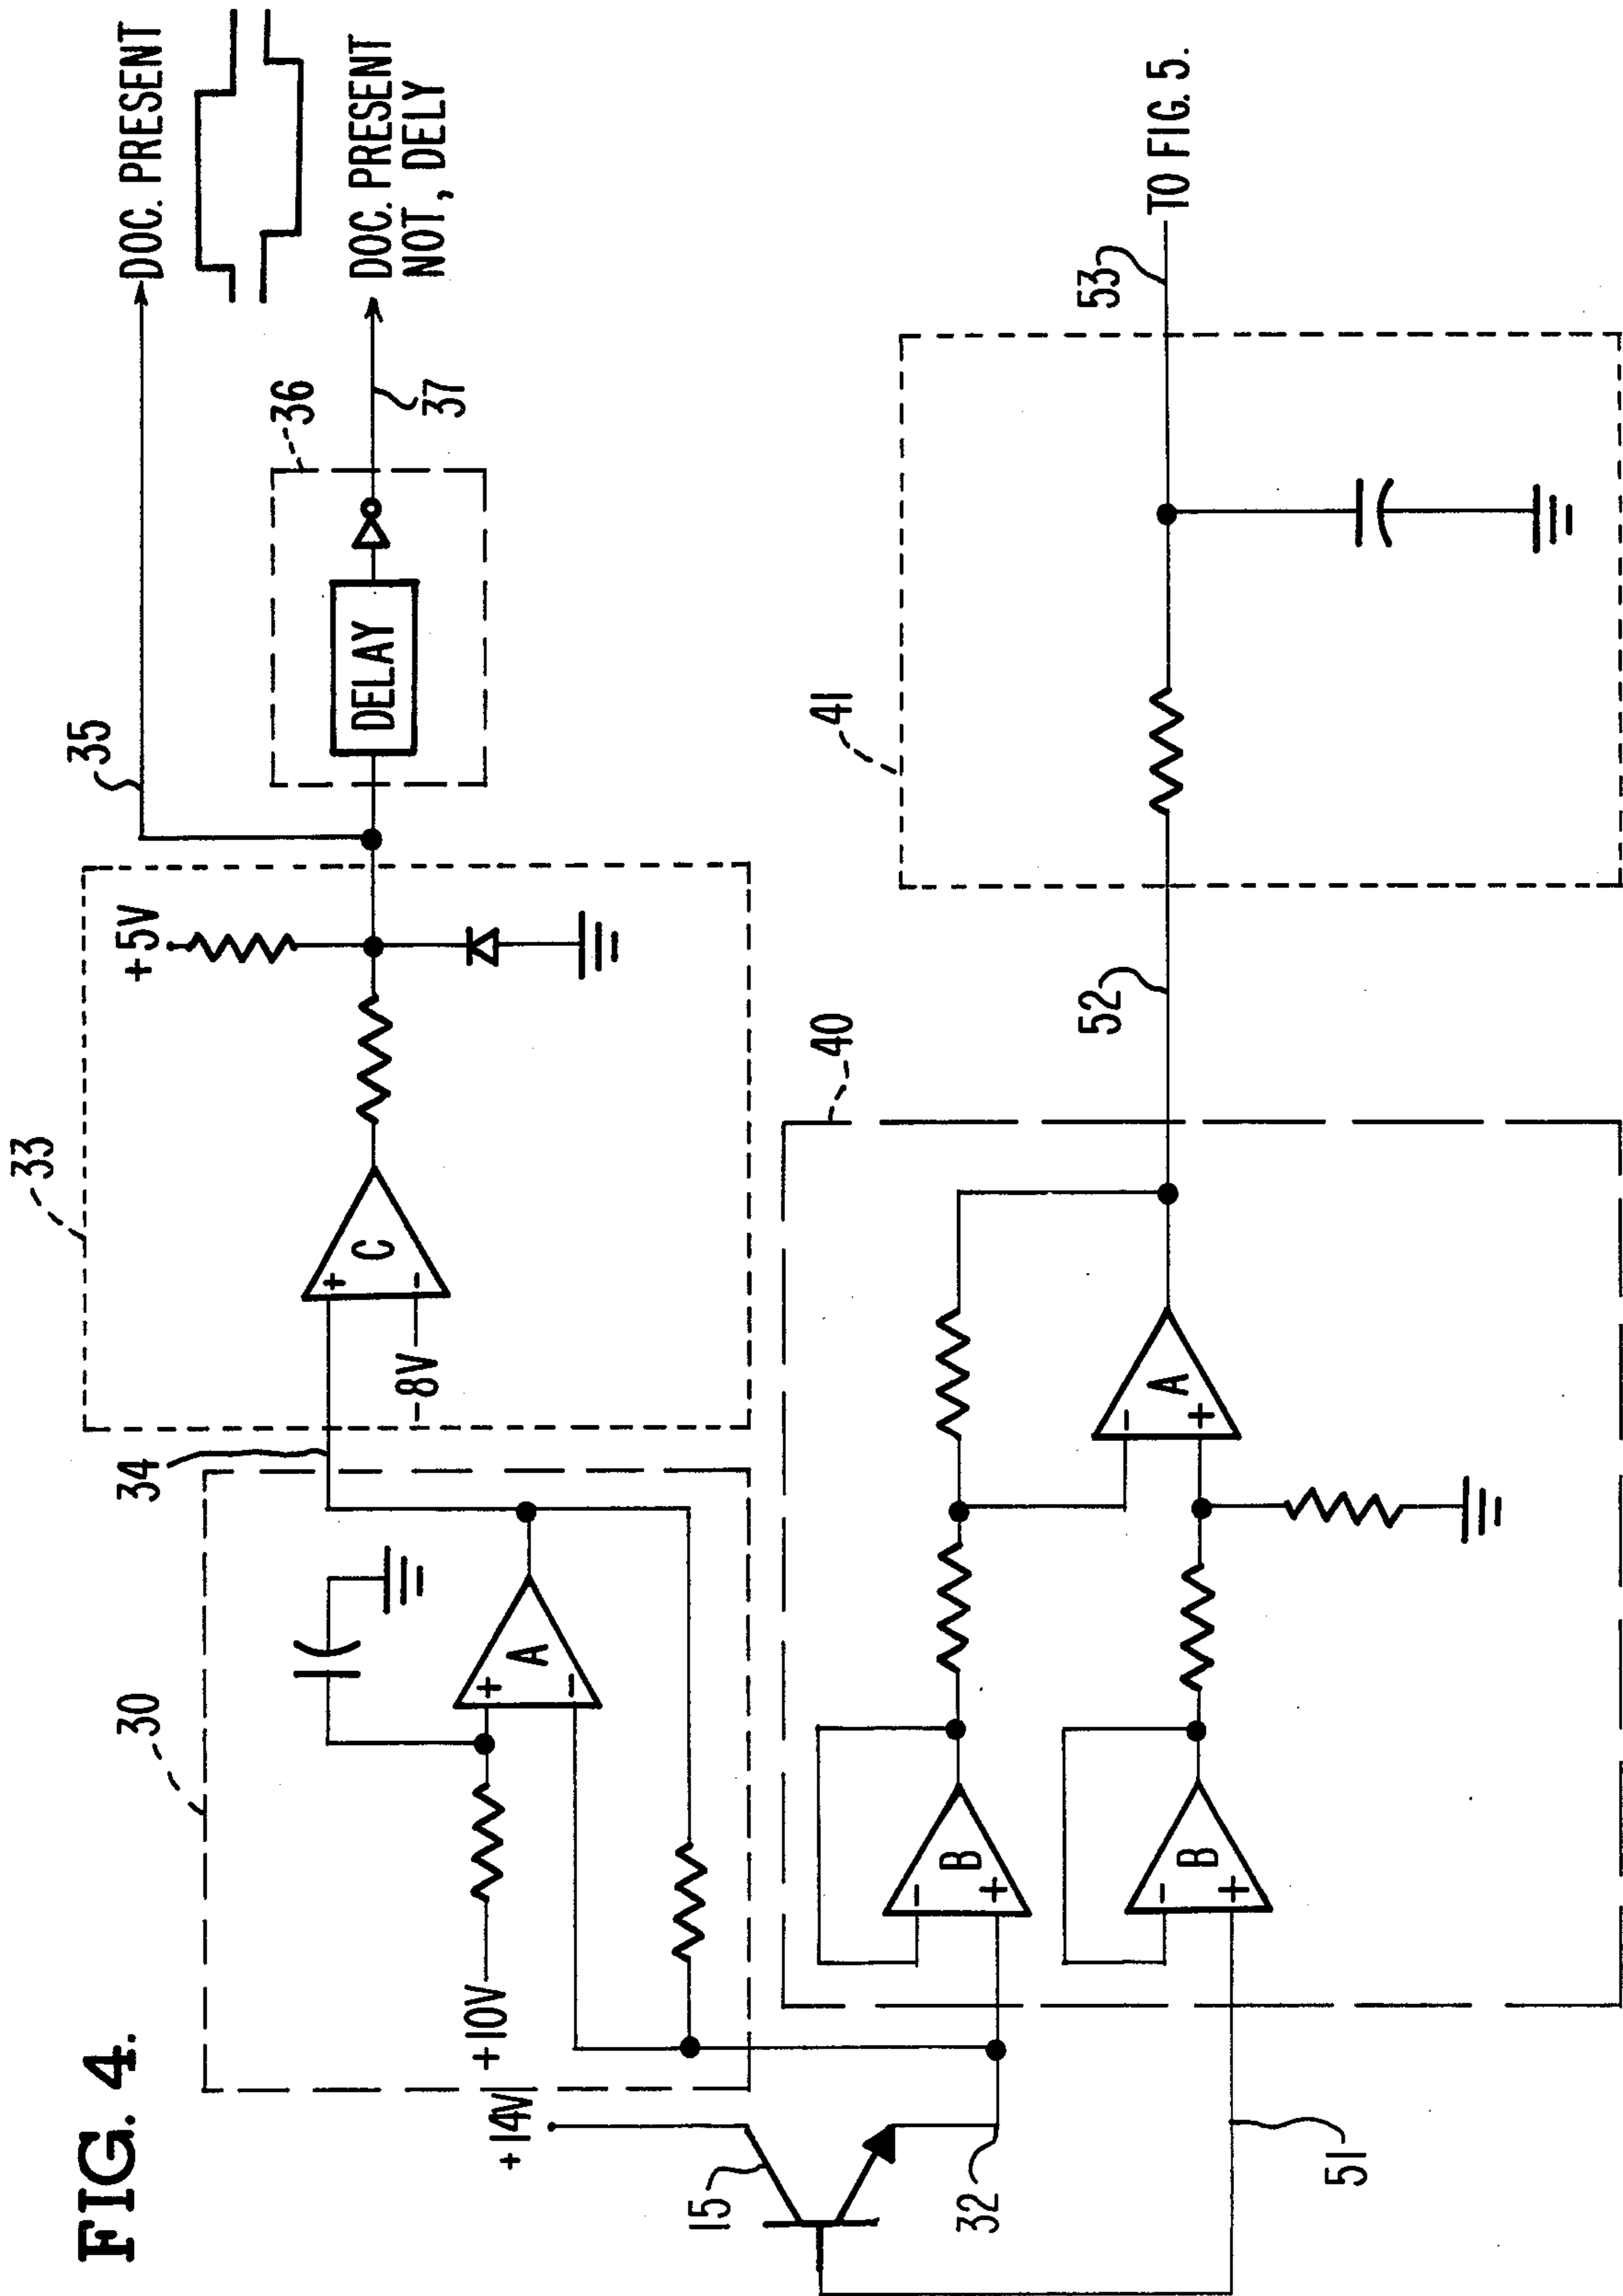 FIG. 4.
DOC. PRESENT
DOC. PRESENT
NOT, DELY
35
36
37
DELAY
33
+5V
C
+
-
-8V
34
30
+10V
A
+
-
+14V
15
32
51
40
B
-
+
B
-
+
A
-
+
52
41
53
TO FIG. 5.